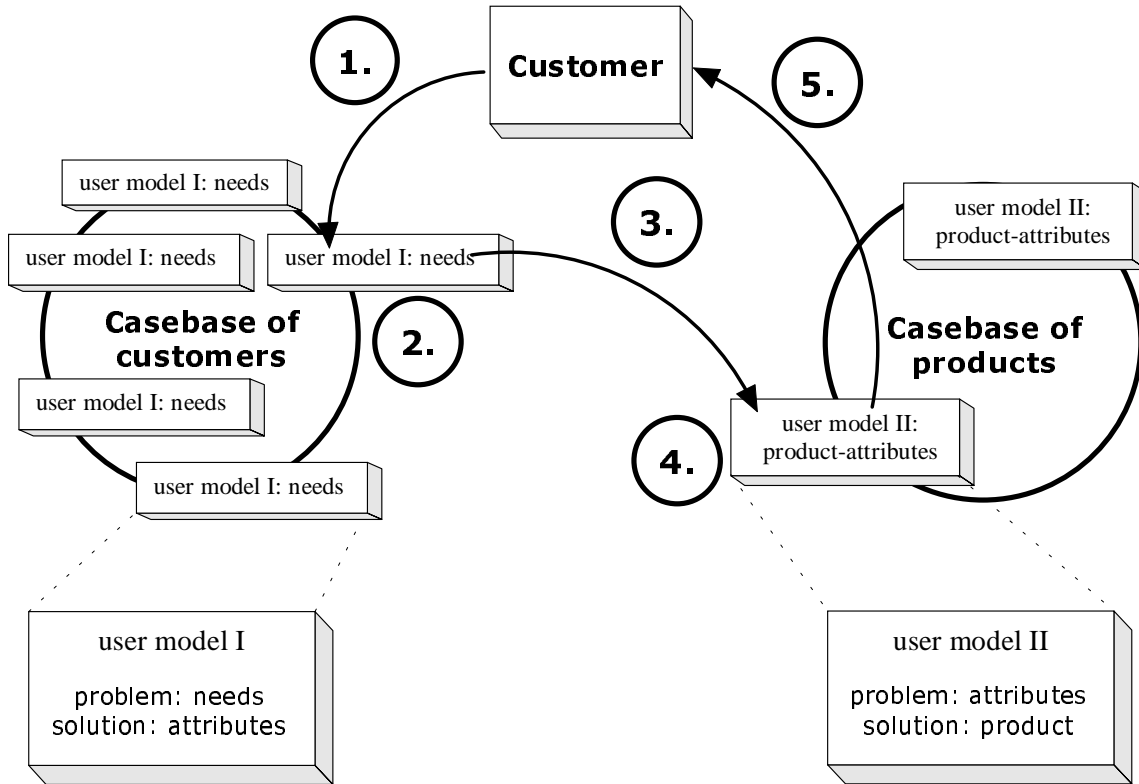 1.
Customer
5.
user model I: needs
3.
user model II:
product-attributes
user model I: needs
user model I: needs
Casebase of
customers
2.
Casebase of
products
user model I: needs
user model II:
product-attributes
4.
user model I: needs
user model I
problem: needs
solution: attributes
user model II
problem: attributes
solution: product